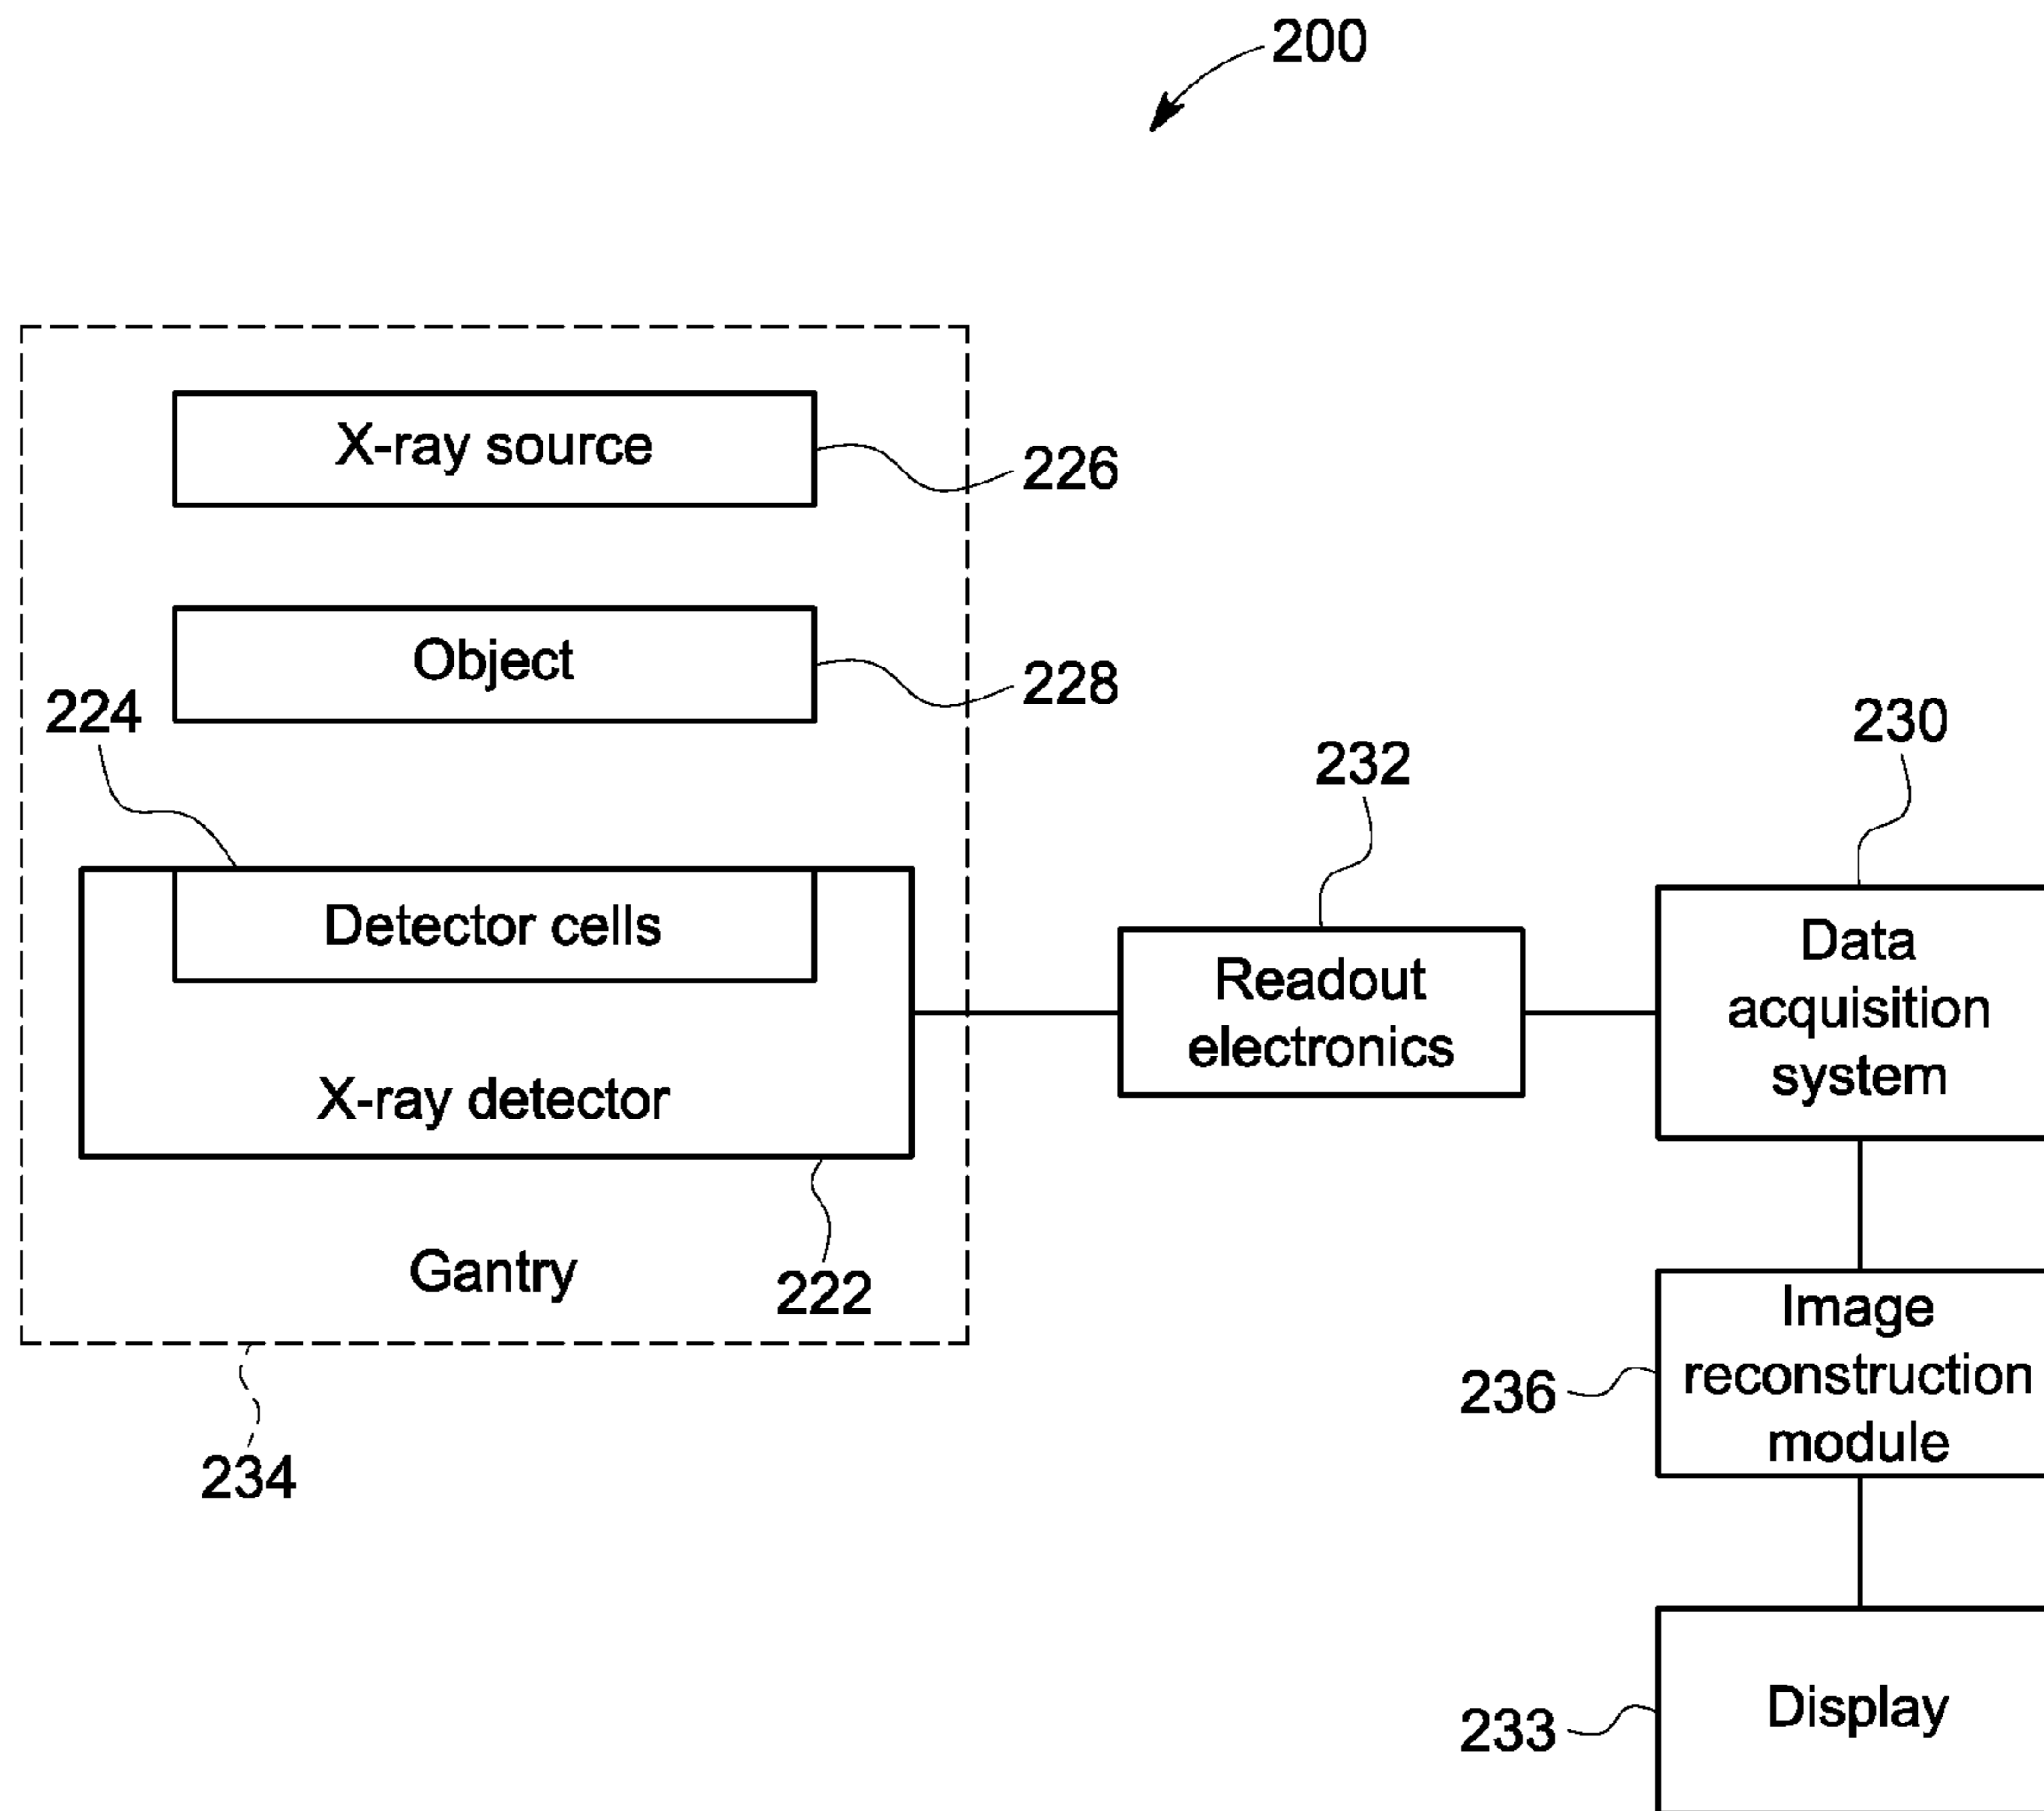 200
X-ray source
226
Object
228
224
230
232
Detector cells
Data
acquisition
system
Readout
electronics
X-ray detector
Gantry
222
Image
reconstruction
module
236
234
Display
233